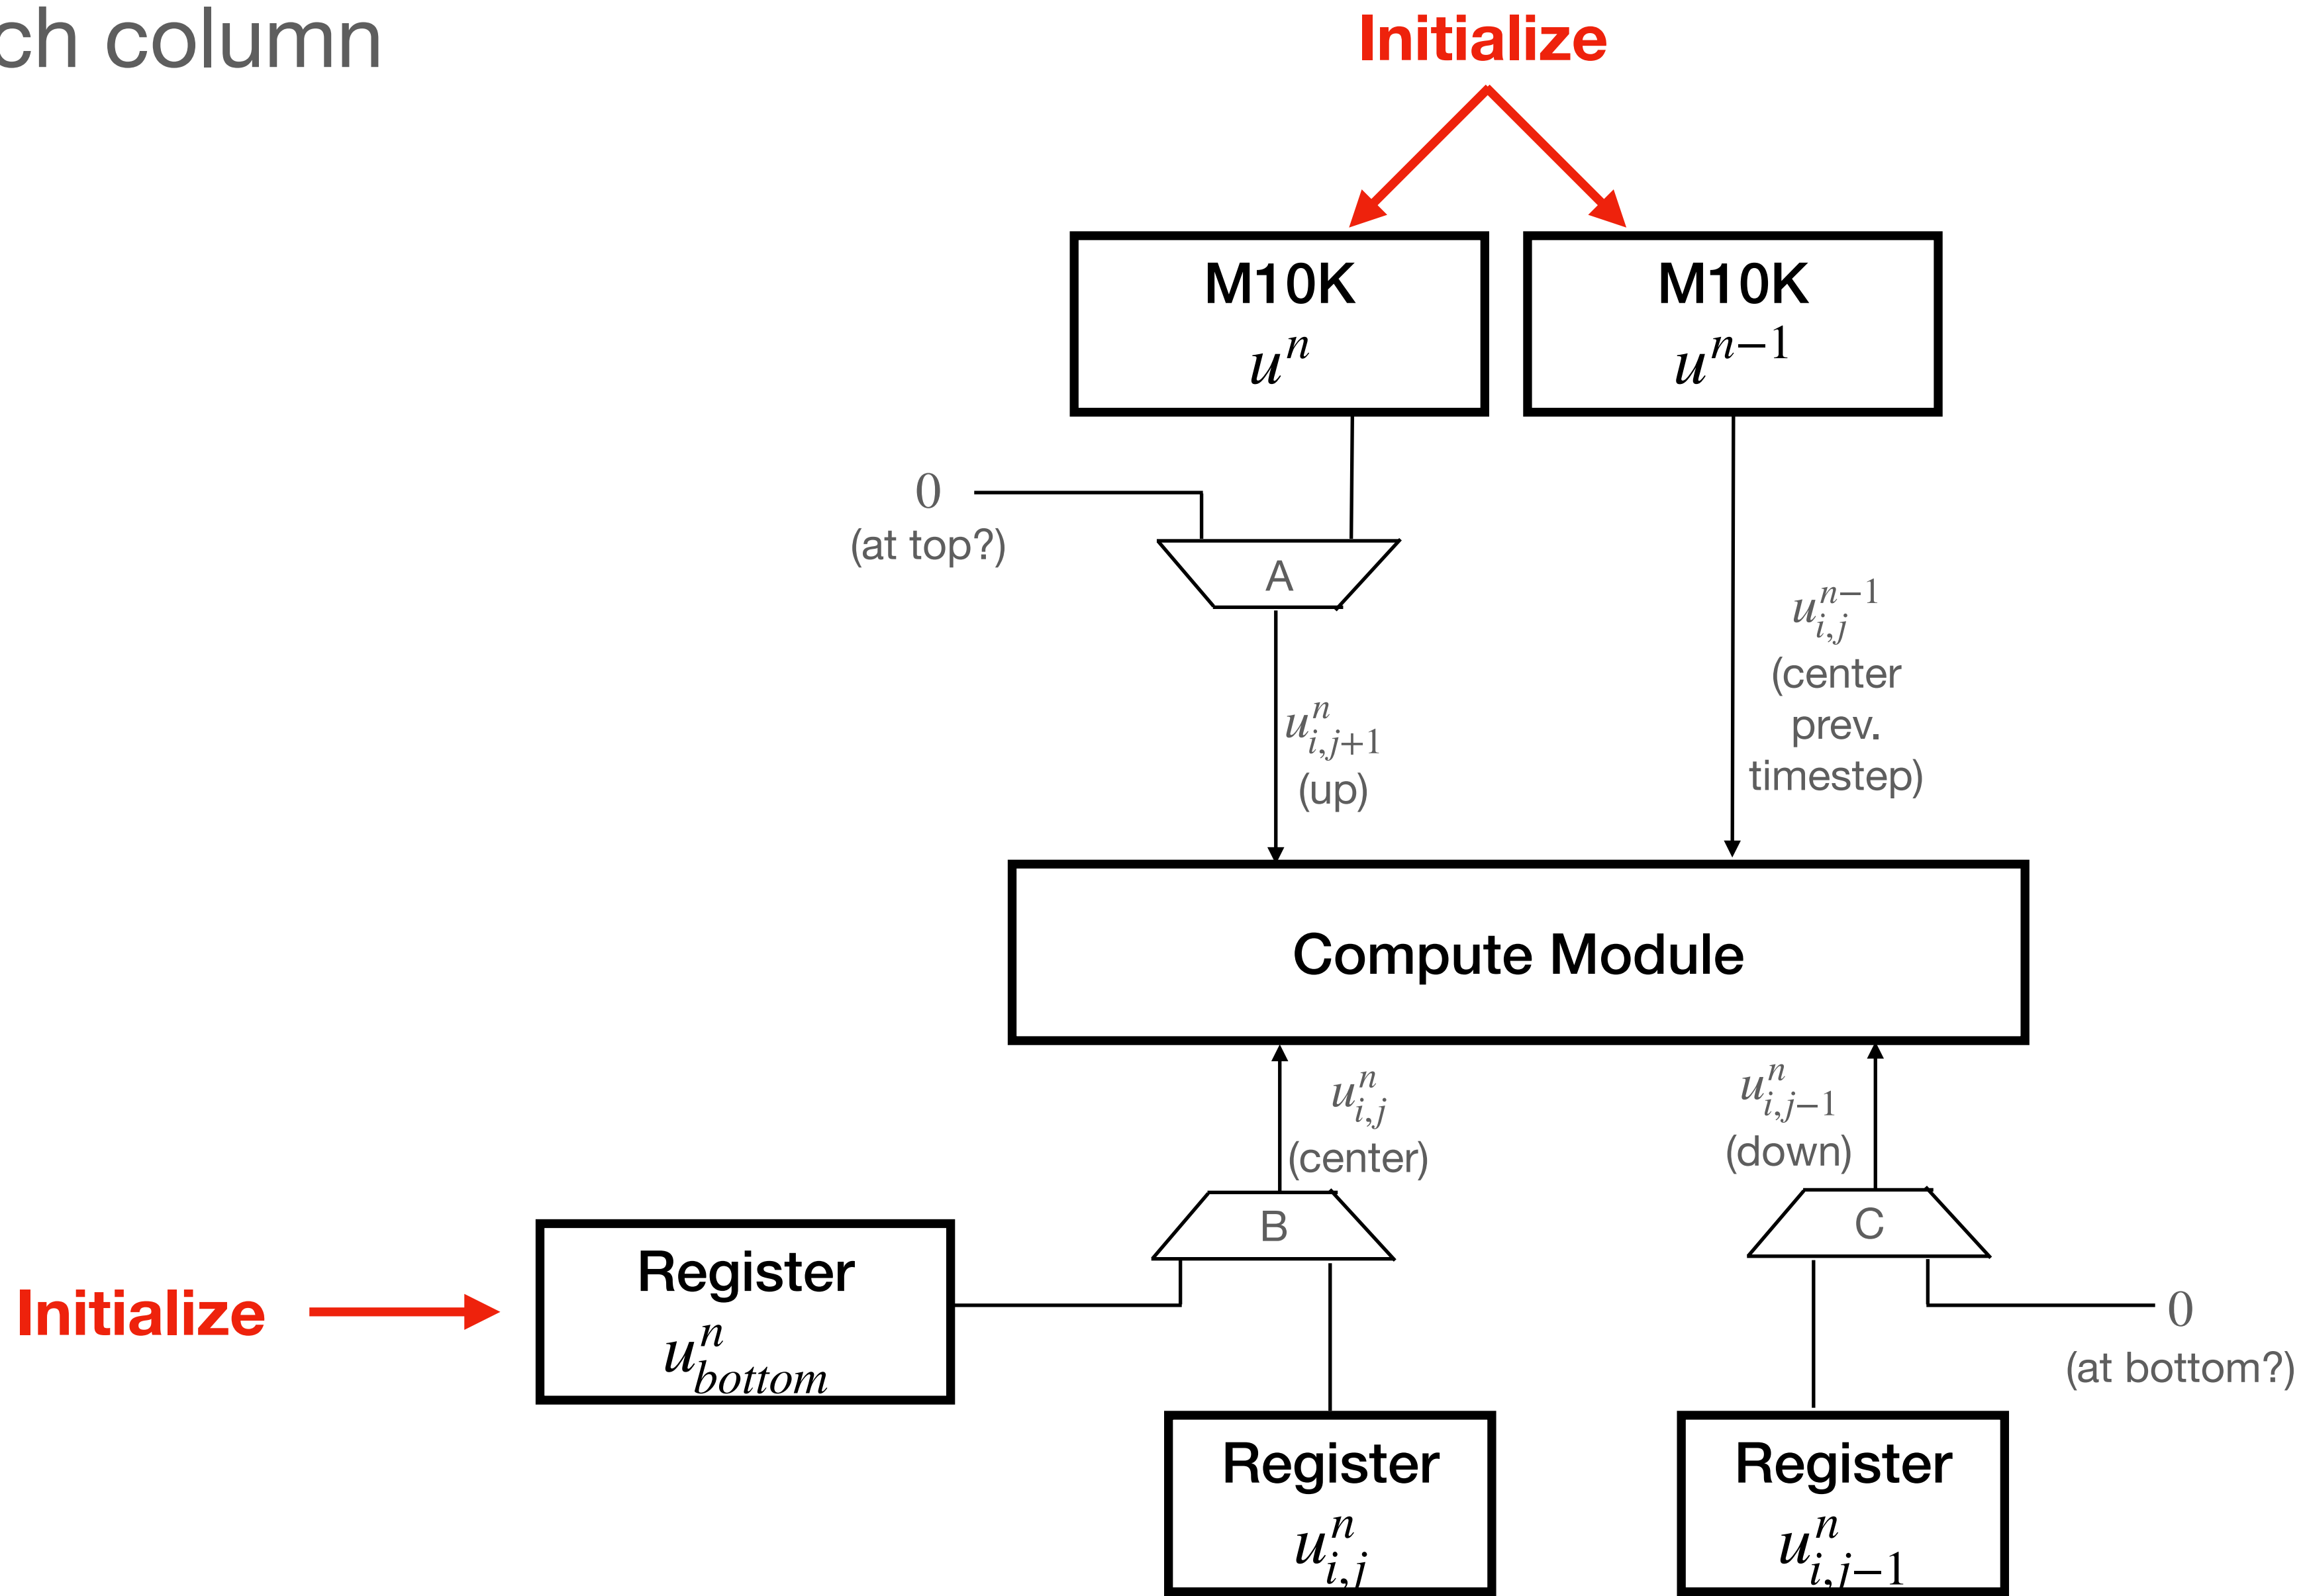 ch column
Initialize
M10K
u^n
M10K
u^{n−1}
0
(at top?)
A
u^{n−1}_{i,j}
(center
prev.
timestep)
u^n_{i,j+1}
(up)
Compute Module
u^n_{i,j}
(center)
u^n_{i,j−1}
(down)
B
C
Register
u^n_{bottom}
Initialize
0
(at bottom?)
Register
u^n_{i,j}
Register
u^n_{i,j−1}